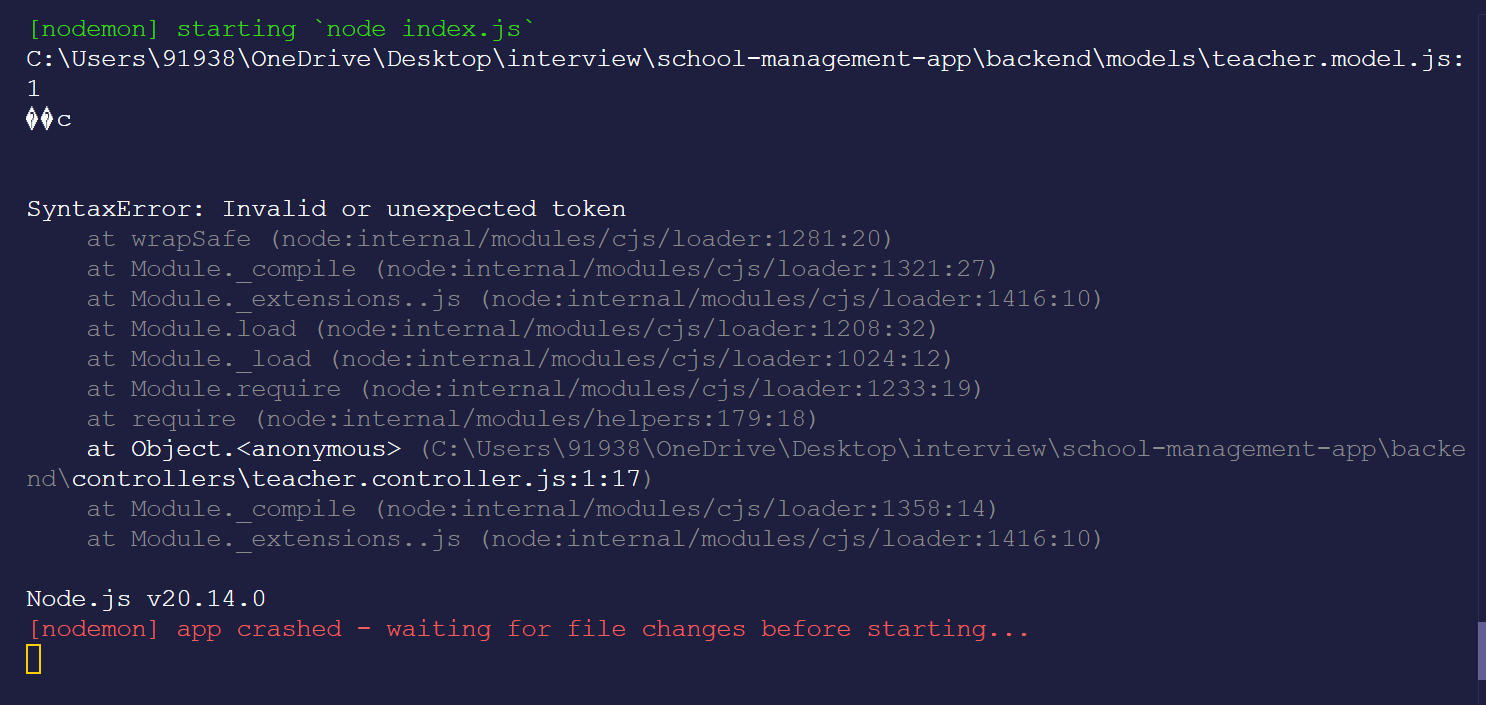 [nodemon] starting `node index.js`
C:\Users\91938\OneDrive\Desktop\interview\school-management-app\backend\models\teacher.model.js:
1
��c
SyntaxError: Invalid or unexpected token
    at wrapSafe (node:internal/modules/cjs/loader:1281:20)
    at Module._compile (node:internal/modules/cjs/loader:1321:27)
    at Module._extensions..js (node:internal/modules/cjs/loader:1416:10)
    at Module.load (node:internal/modules/cjs/loader:1208:32)
    at Module._load (node:internal/modules/cjs/loader:1024:12)
    at Module.require (node:internal/modules/cjs/loader:1233:19)
    at require (node:internal/modules/helpers:179:18)
    at Object.<anonymous> (C:\Users\91938\OneDrive\Desktop\interview\school-management-app\backe
nd\controllers\teacher.controller.js:1:17)
    at Module._compile (node:internal/modules/cjs/loader:1358:14)
    at Module._extensions..js (node:internal/modules/cjs/loader:1416:10)
Node.js v20.14.0
[nodemon] app crashed - waiting for file changes before starting...